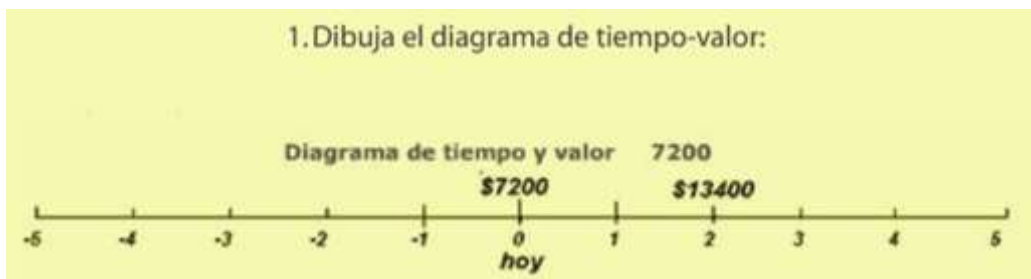 1. Dibuja el diagrama de tiempo-valor:
Diagrama de tiempo y valor 7200
$7200 $13400
-5 -4 -3 -2 -1 0 1 2 3 4 5
hoy